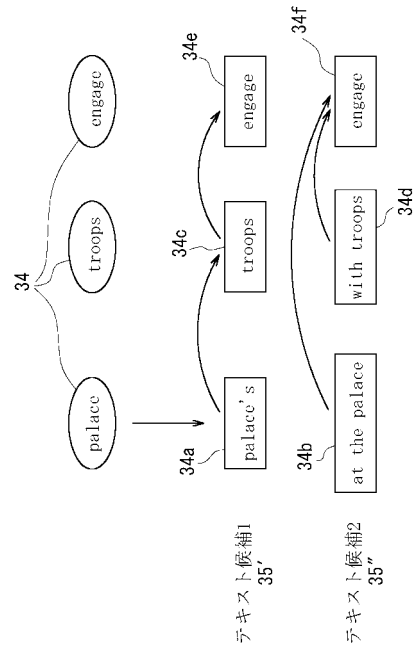 34
palace
troops
engage
34a
34c
34e
palace's
troops
engage
テキスト候補1
35′
34b
34d
34f
at the palace
with troops
engage
テキスト候補2
35″